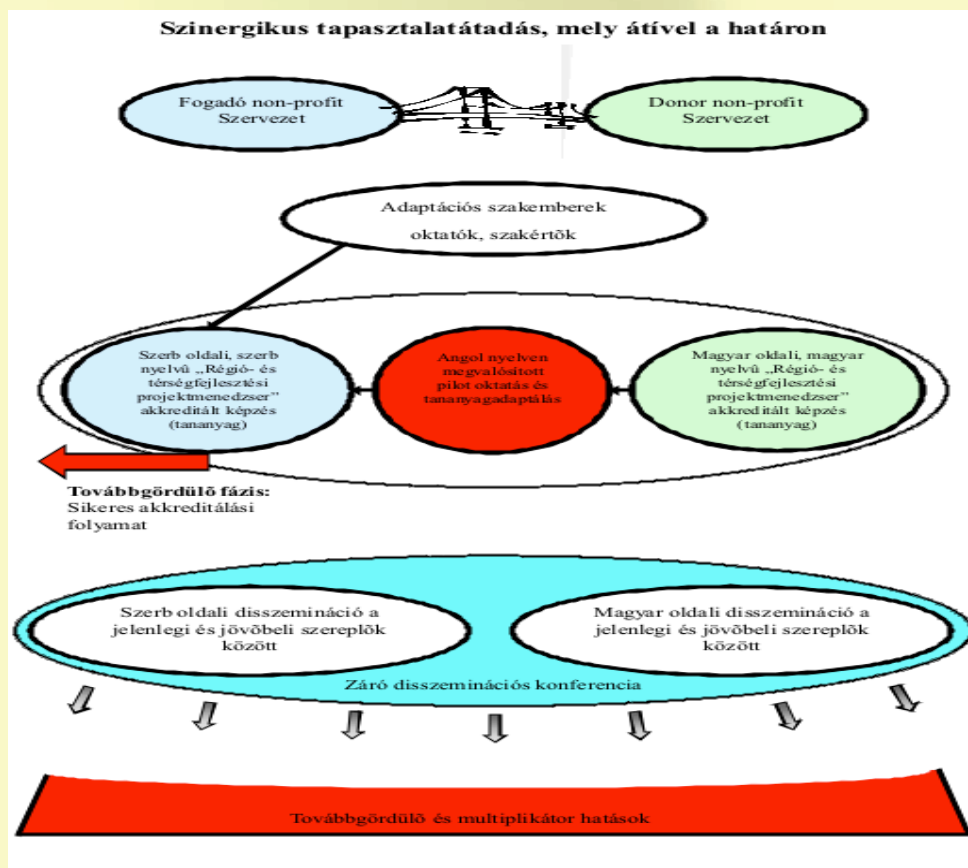 Szinergikus tapasztalatátadás, mely átível a határon
Fogadó non-profit
Szervezet
Donor non-profit
Szervezet
Adaptációs szakemberek
oktatók, szakértõk
Szerb oldali, szerb
nyelvû „Régió- és
térségfejlesztési
projektmenedzser”
akkreditált képzés
(tananyag)
Angol nyelven
megvalósított
pilot oktatás és
tananyagadaptálás
Magyar oldali, magyar
nyelvû „Régió- és
térségfejlesztési
projektmenedzser”
akkreditált képzés
(tananyag)
Továbbgördülõ fázis:
Sikeres akkreditálási
folyamat
Szerb oldali disszemináció a
jelenlegi és jövõbeli szereplõk
között
Magyar oldali disszemináció a
jelenlegi és jövõbeli szereplõk
között
Záró disszeminációs konferencia
Továbbgördülõ és multiplikátor hatások